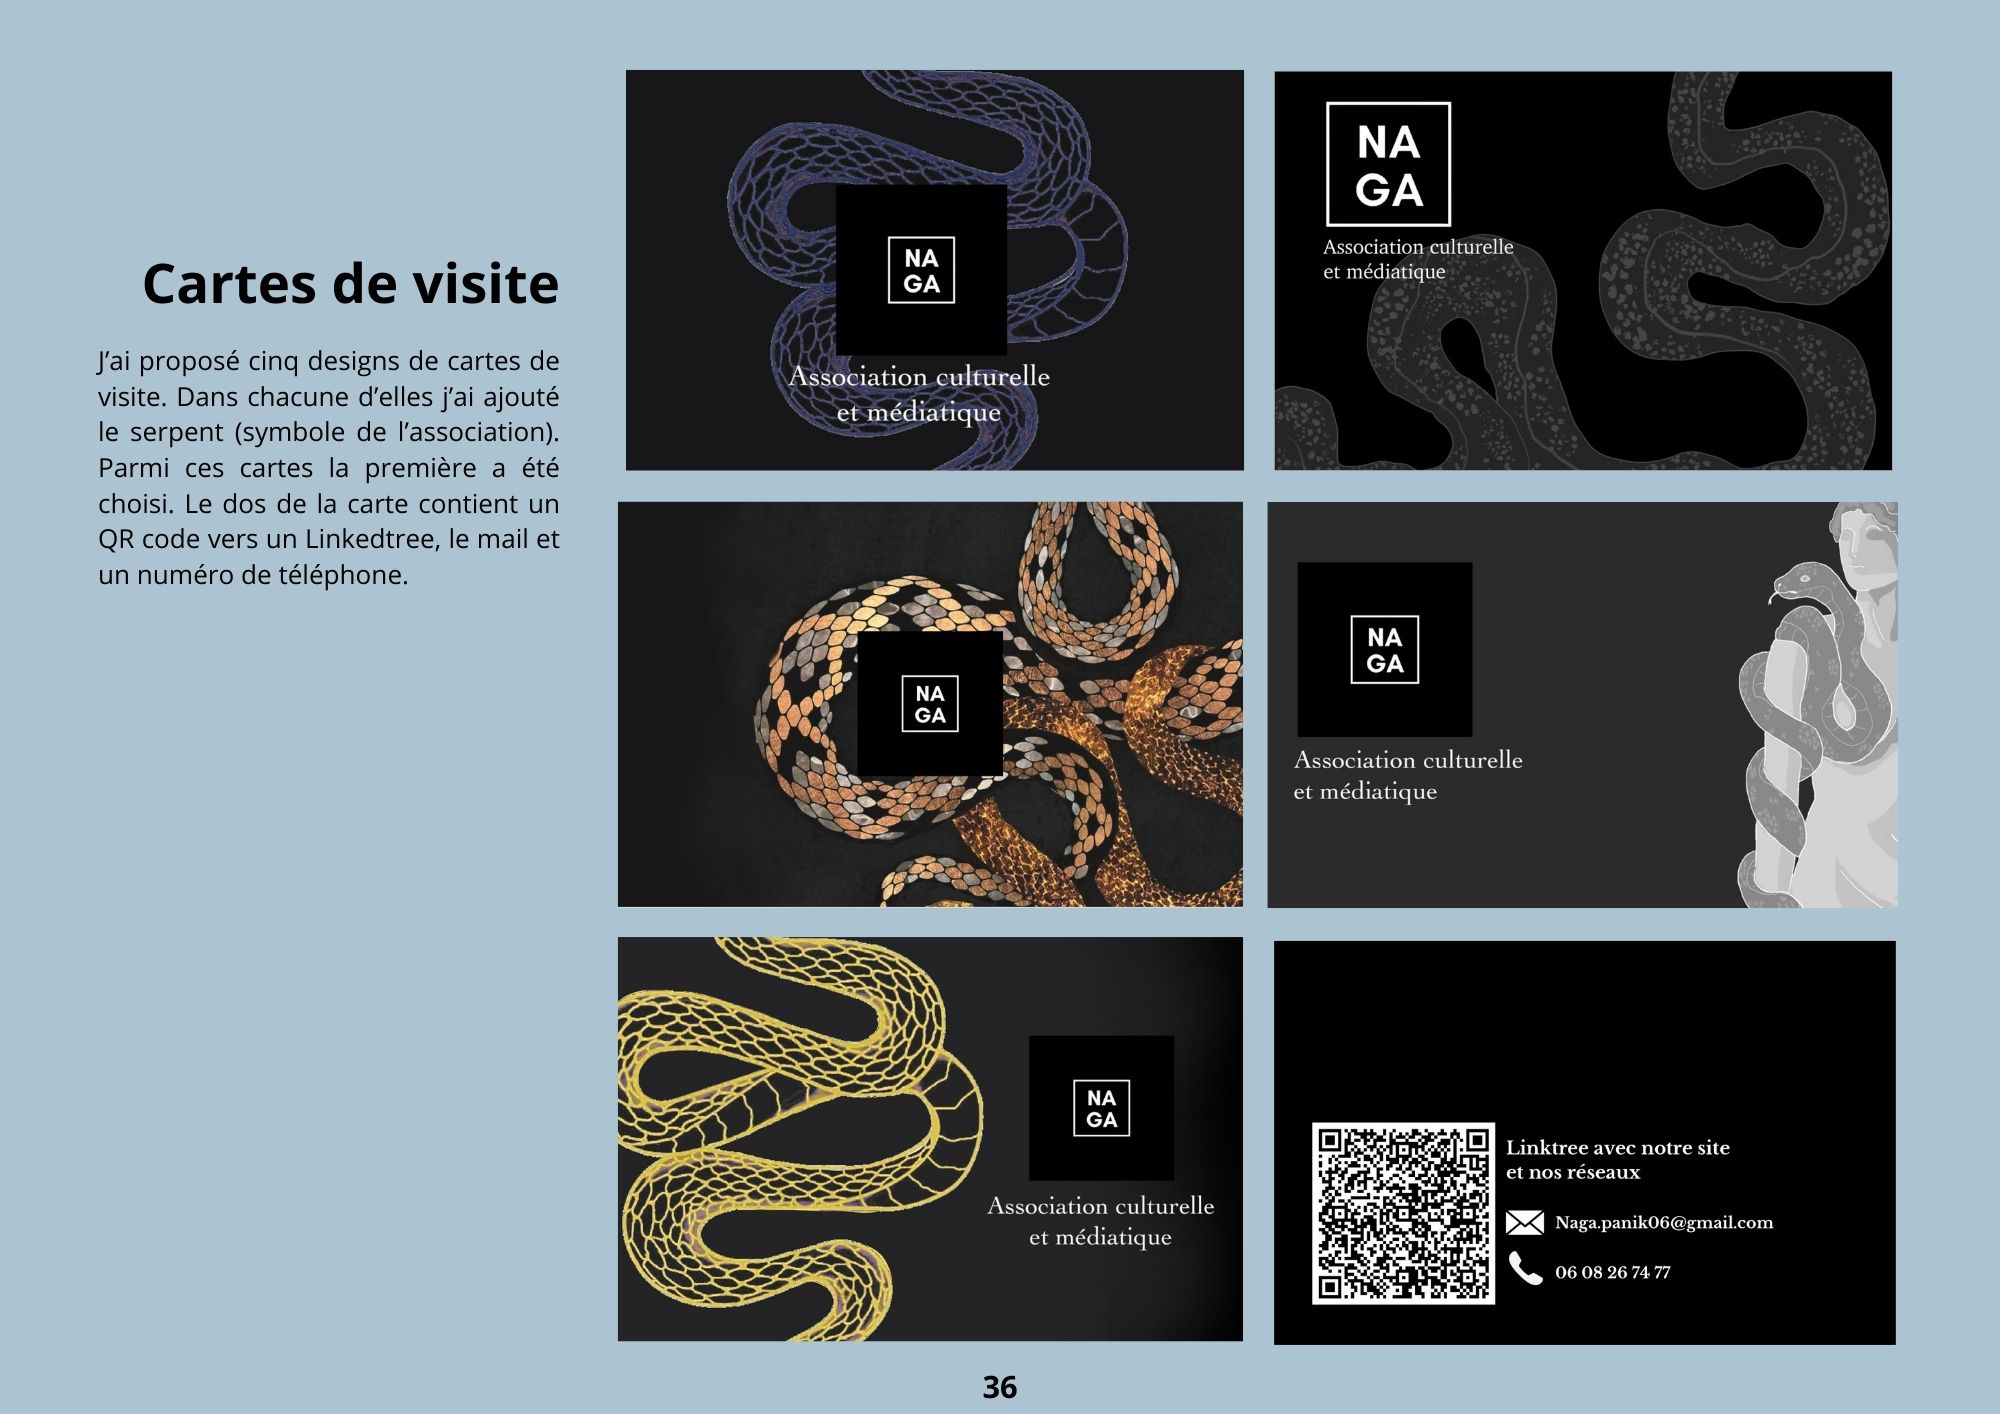 Cartes de visite
J’ai proposé cinq designs de cartes de
visite. Dans chacune d’elles j’ai ajouté
le serpent (symbole de l’association).
Parmi ces cartes la première a été
choisi. Le dos de la carte contient un
QR code vers un Linkedtree, le mail et
un numéro de téléphone.
NA
GA
Association culturelle
et médiatique
NA
GA
Association culturelle
et médiatique
NA
GA
NA
GA
Association culturelle
et médiatique
NA
GA
Association culturelle
et médiatique
Linktree avec notre site
et nos réseaux
Naga.panik06@gmail.com
06 08 26 74 77
36